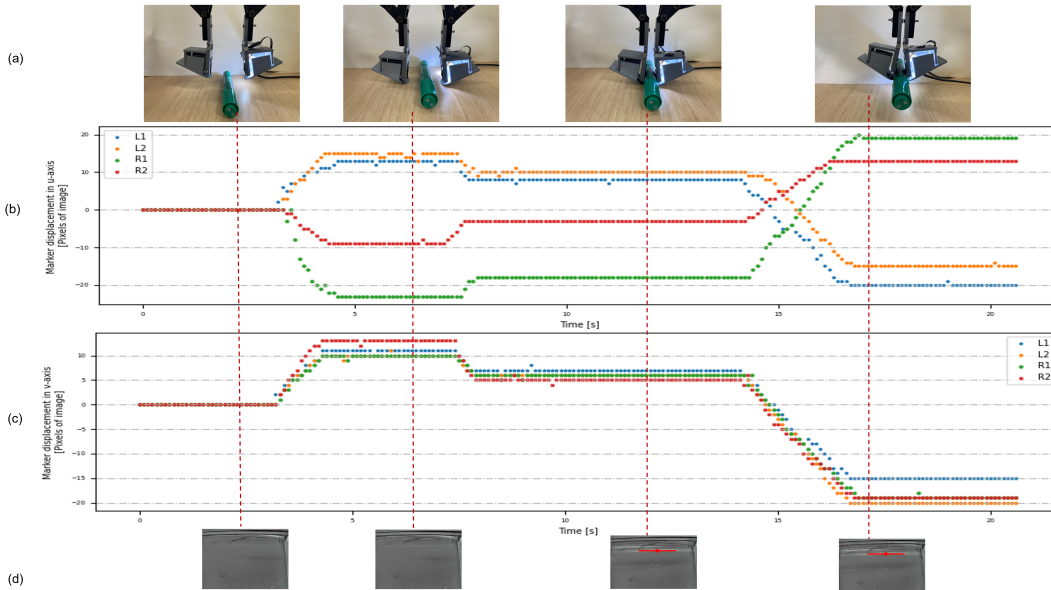 (a)
(b)
Marker displacement in u-axis
[Pixels of image]
20
10
0
−10
−20
L1
L2
R1
R2
0
5
10
15
20
Time [s]
(c)
Marker displacement in v-axis
[Pixels of image]
10
5
0
−5
−10
−15
−20
L1
L2
R1
R2
0
5
10
15
20
Time [s]
(d)